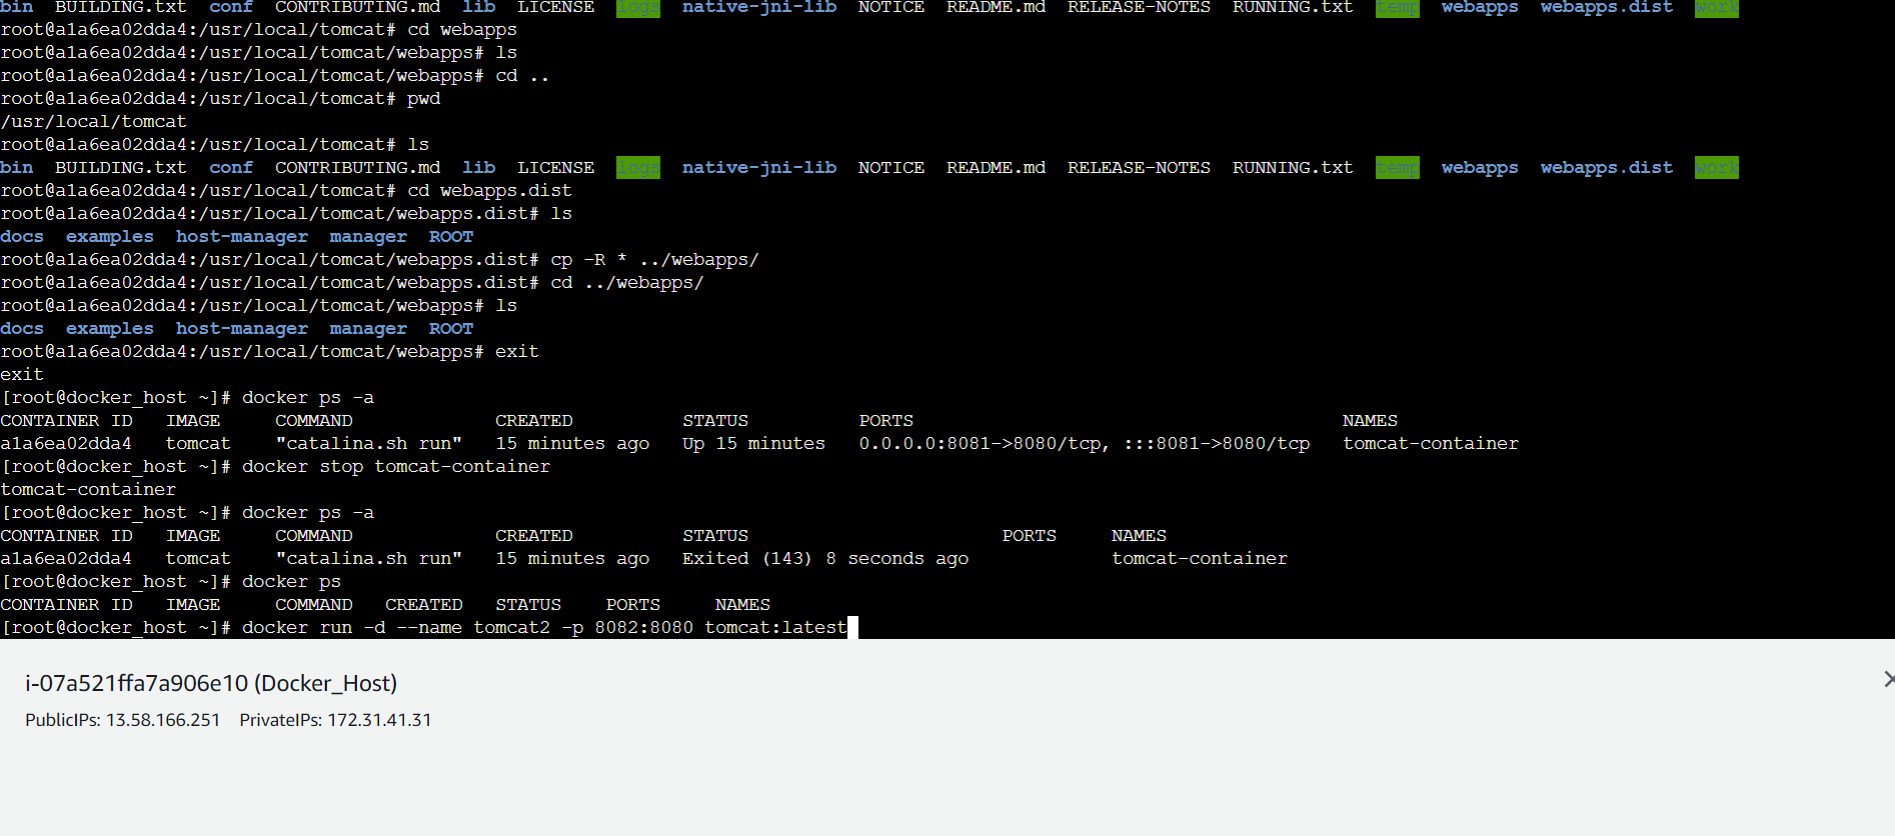 bin  BUILDING.txt  conf  CONTRIBUTING.md  lib  LICENSE  logs  native-jni-lib  NOTICE  README.md  RELEASE-NOTES  RUNNING.txt  temp  webapps  webapps.dist  work
root@a1a6ea02dda4:/usr/local/tomcat# cd webapps
root@a1a6ea02dda4:/usr/local/tomcat/webapps# ls
root@a1a6ea02dda4:/usr/local/tomcat/webapps# cd ..
root@a1a6ea02dda4:/usr/local/tomcat# pwd
/usr/local/tomcat
root@a1a6ea02dda4:/usr/local/tomcat# ls
bin  BUILDING.txt  conf  CONTRIBUTING.md  lib  LICENSE  logs  native-jni-lib  NOTICE  README.md  RELEASE-NOTES  RUNNING.txt  temp  webapps  webapps.dist  work
root@a1a6ea02dda4:/usr/local/tomcat# cd webapps.dist
root@a1a6ea02dda4:/usr/local/tomcat/webapps.dist# ls
docs  examples  host-manager  manager  ROOT
root@a1a6ea02dda4:/usr/local/tomcat/webapps.dist# cp -R * ../webapps/
root@a1a6ea02dda4:/usr/local/tomcat/webapps.dist# cd ../webapps/
root@a1a6ea02dda4:/usr/local/tomcat/webapps# ls
docs  examples  host-manager  manager  ROOT
root@a1a6ea02dda4:/usr/local/tomcat/webapps# exit
exit
[root@docker_host ~]# docker ps -a
CONTAINER ID   IMAGE     COMMAND             CREATED          STATUS          PORTS                                       NAMES
a1a6ea02dda4   tomcat    "catalina.sh run"   15 minutes ago   Up 15 minutes   0.0.0.0:8081->8080/tcp, :::8081->8080/tcp   tomcat-container
[root@docker_host ~]# docker stop tomcat-container
tomcat-container
[root@docker_host ~]# docker ps -a
CONTAINER ID   IMAGE     COMMAND             CREATED          STATUS                       PORTS     NAMES
a1a6ea02dda4   tomcat    "catalina.sh run"   15 minutes ago   Exited (143) 8 seconds ago             tomcat-container
[root@docker_host ~]# docker ps
CONTAINER ID   IMAGE     COMMAND   CREATED   STATUS    PORTS     NAMES
[root@docker_host ~]# docker run -d --name tomcat2 -p 8082:8080 tomcat:latest
i-07a521ffa7a906e10 (Docker_Host)
PublicIPs: 13.58.166.251   PrivateIPs: 172.31.41.31